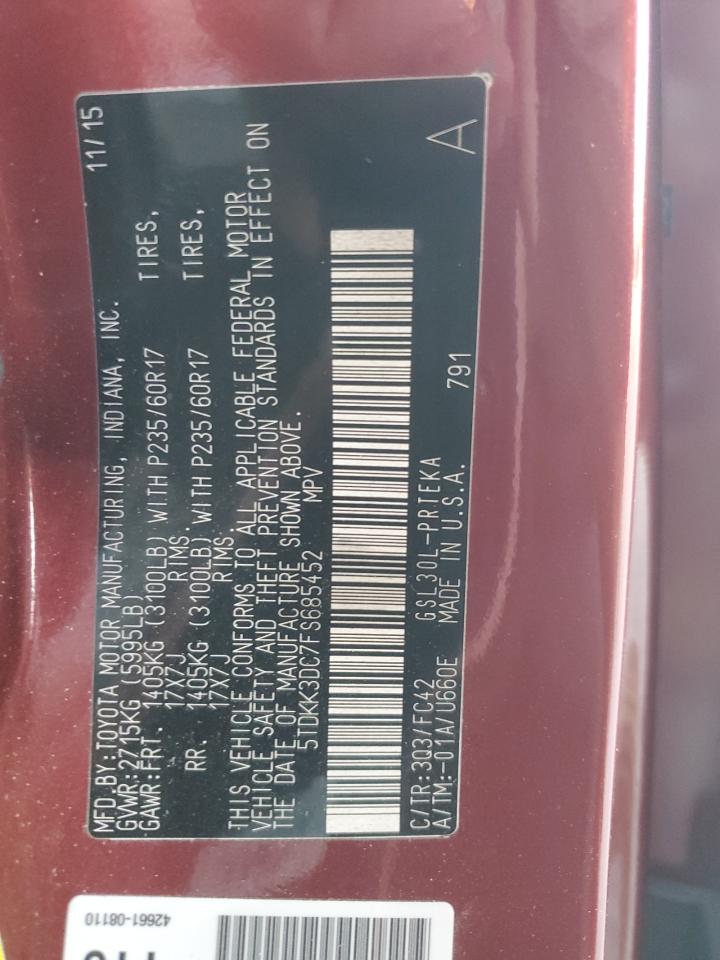 MFD.BY:TOYOTA MOTOR MANUFACTURING, INDIANA, INC. 11/15
GVWR:2715KG (5995LB)
GAWR:FRT. 1405KG (3100LB) WITH P235/60R17 TIRES,
17X7J RIMS
RR. 1405KG (3100LB) WITH P235/60R17 TIRES,
17X7J RIMS
THIS VEHICLE CONFORMS TO ALL APPLICABLE FEDERAL MOTOR
VEHICLE SAFETY AND THEFT PREVENTION STANDARDS IN EFFECT ON
THE DATE OF MANUFACTURE SHOWN ABOVE.
5TDKK3DC7FS685452 MPV
C/TR:3Q3/FC42 GSL30L-PRTEKA
A/TM:-01A/U660E MADE IN U.S.A. 791
A
42661-08110